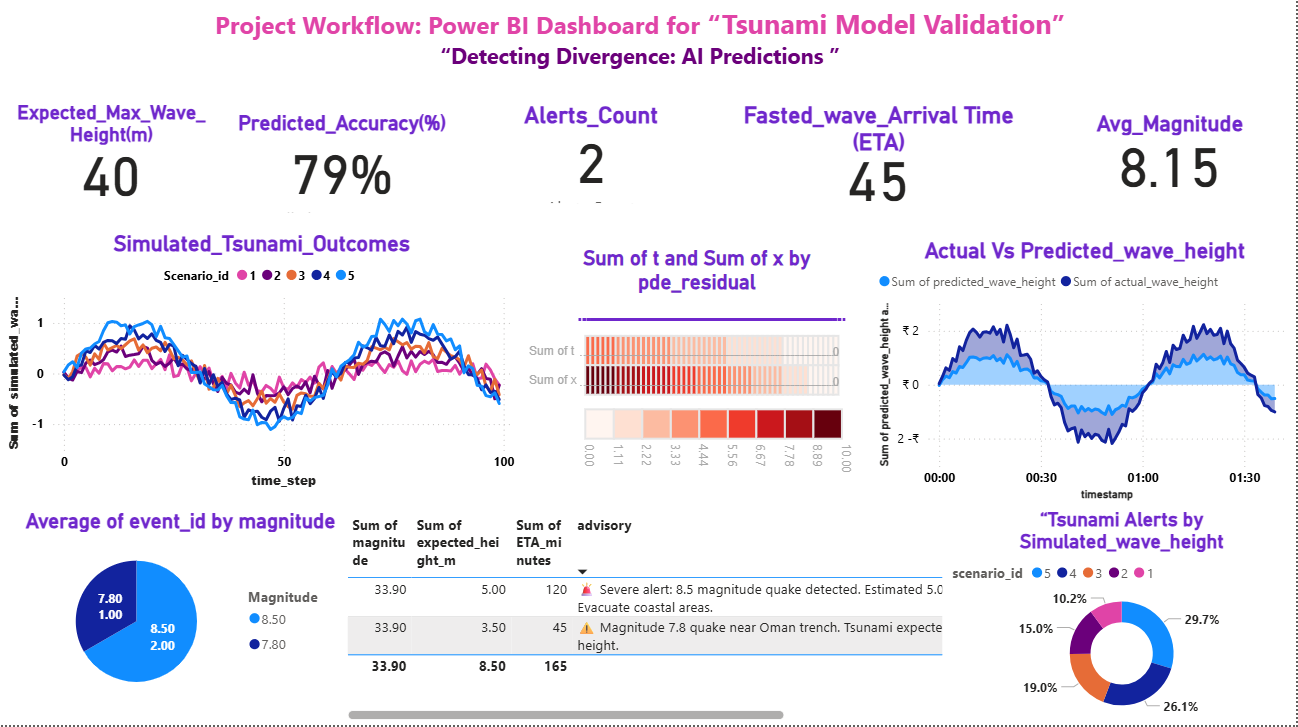 Project Workflow: Power BI Dashboard for “Tsunami Model Validation”
“Detecting Divergence: AI Predictions ”
Expected_Max_Wave_
Height(m)
40
Predicted_Accuracy(%)
79%
Alerts_Count
2
Fasted_wave_Arrival Time
(ETA)
45
Avg_Magnitude
8.15
Simulated_Tsunami_Outcomes
Scenario_id 1 2 3 4 5
Sum of simulated_wa...
1
0
-1
0 50 100
time_step
Sum of t and Sum of x by
pde_residual
Sum of t 0
Sum of x 0
0.00 1.11 2.22 3.33 4.44 5.56 6.67 7.78 8.89 10.00
Actual Vs Predicted_wave_height
Sum of predicted_wave_height Sum of actual_wave_height
Sum of predicted_wave_height a...
₹ 2
₹ 0
2 -₹
00:00 00:30 01:00 01:30
timestamp
Average of event_id by magnitude
7.80
1.00
8.50
2.00
Magnitude
8.50
7.80
Sum of
magnitu
de
Sum of
expected_hei
ght_m
Sum of
ETA_mi
nutes
advisory
33.90 5.00 120 🚨 Severe alert: 8.5 magnitude quake detected. Estimated 5.0
Evacuate coastal areas.
33.90 3.50 45 ⚠️ Magnitude 7.8 quake near Oman trench. Tsunami expecte
height.
33.90 8.50 165
“Tsunami Alerts by
Simulated_wave_height
scenario_id 5 4 3 2 1
10.2%
29.7%
15.0%
19.0%
26.1%